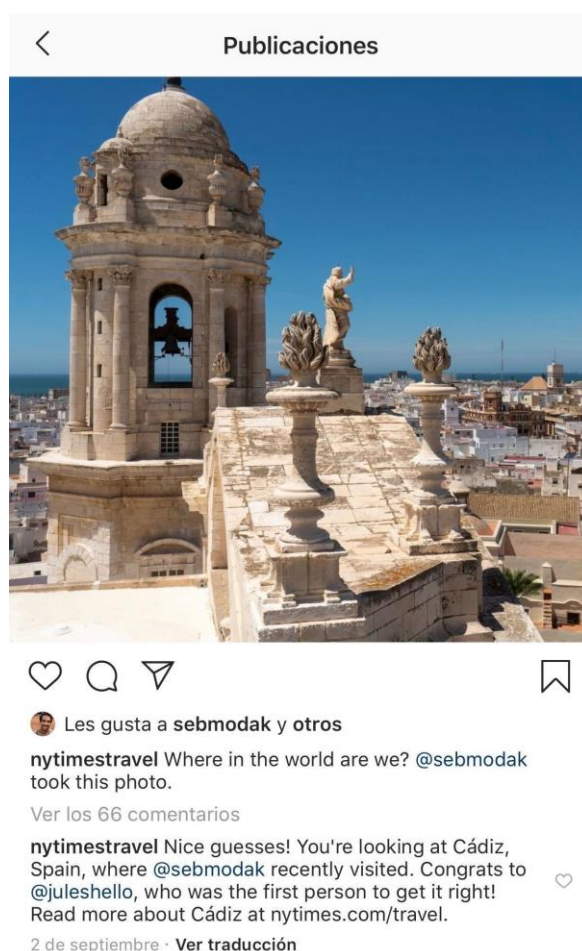 Publicaciones
Les gusta a sebmodak y otros
nytimestravel Where in the world are we? @sebmodak
took this photo.
Ver los 66 comentarios
nytimestravel Nice guesses! You're looking at Cádiz,
Spain, where @sebmodak recently visited. Congrats to
@juleshello, who was the first person to get it right!
Read more about Cádiz at nytimes.com/travel.
2 de septiembre · Ver traducción